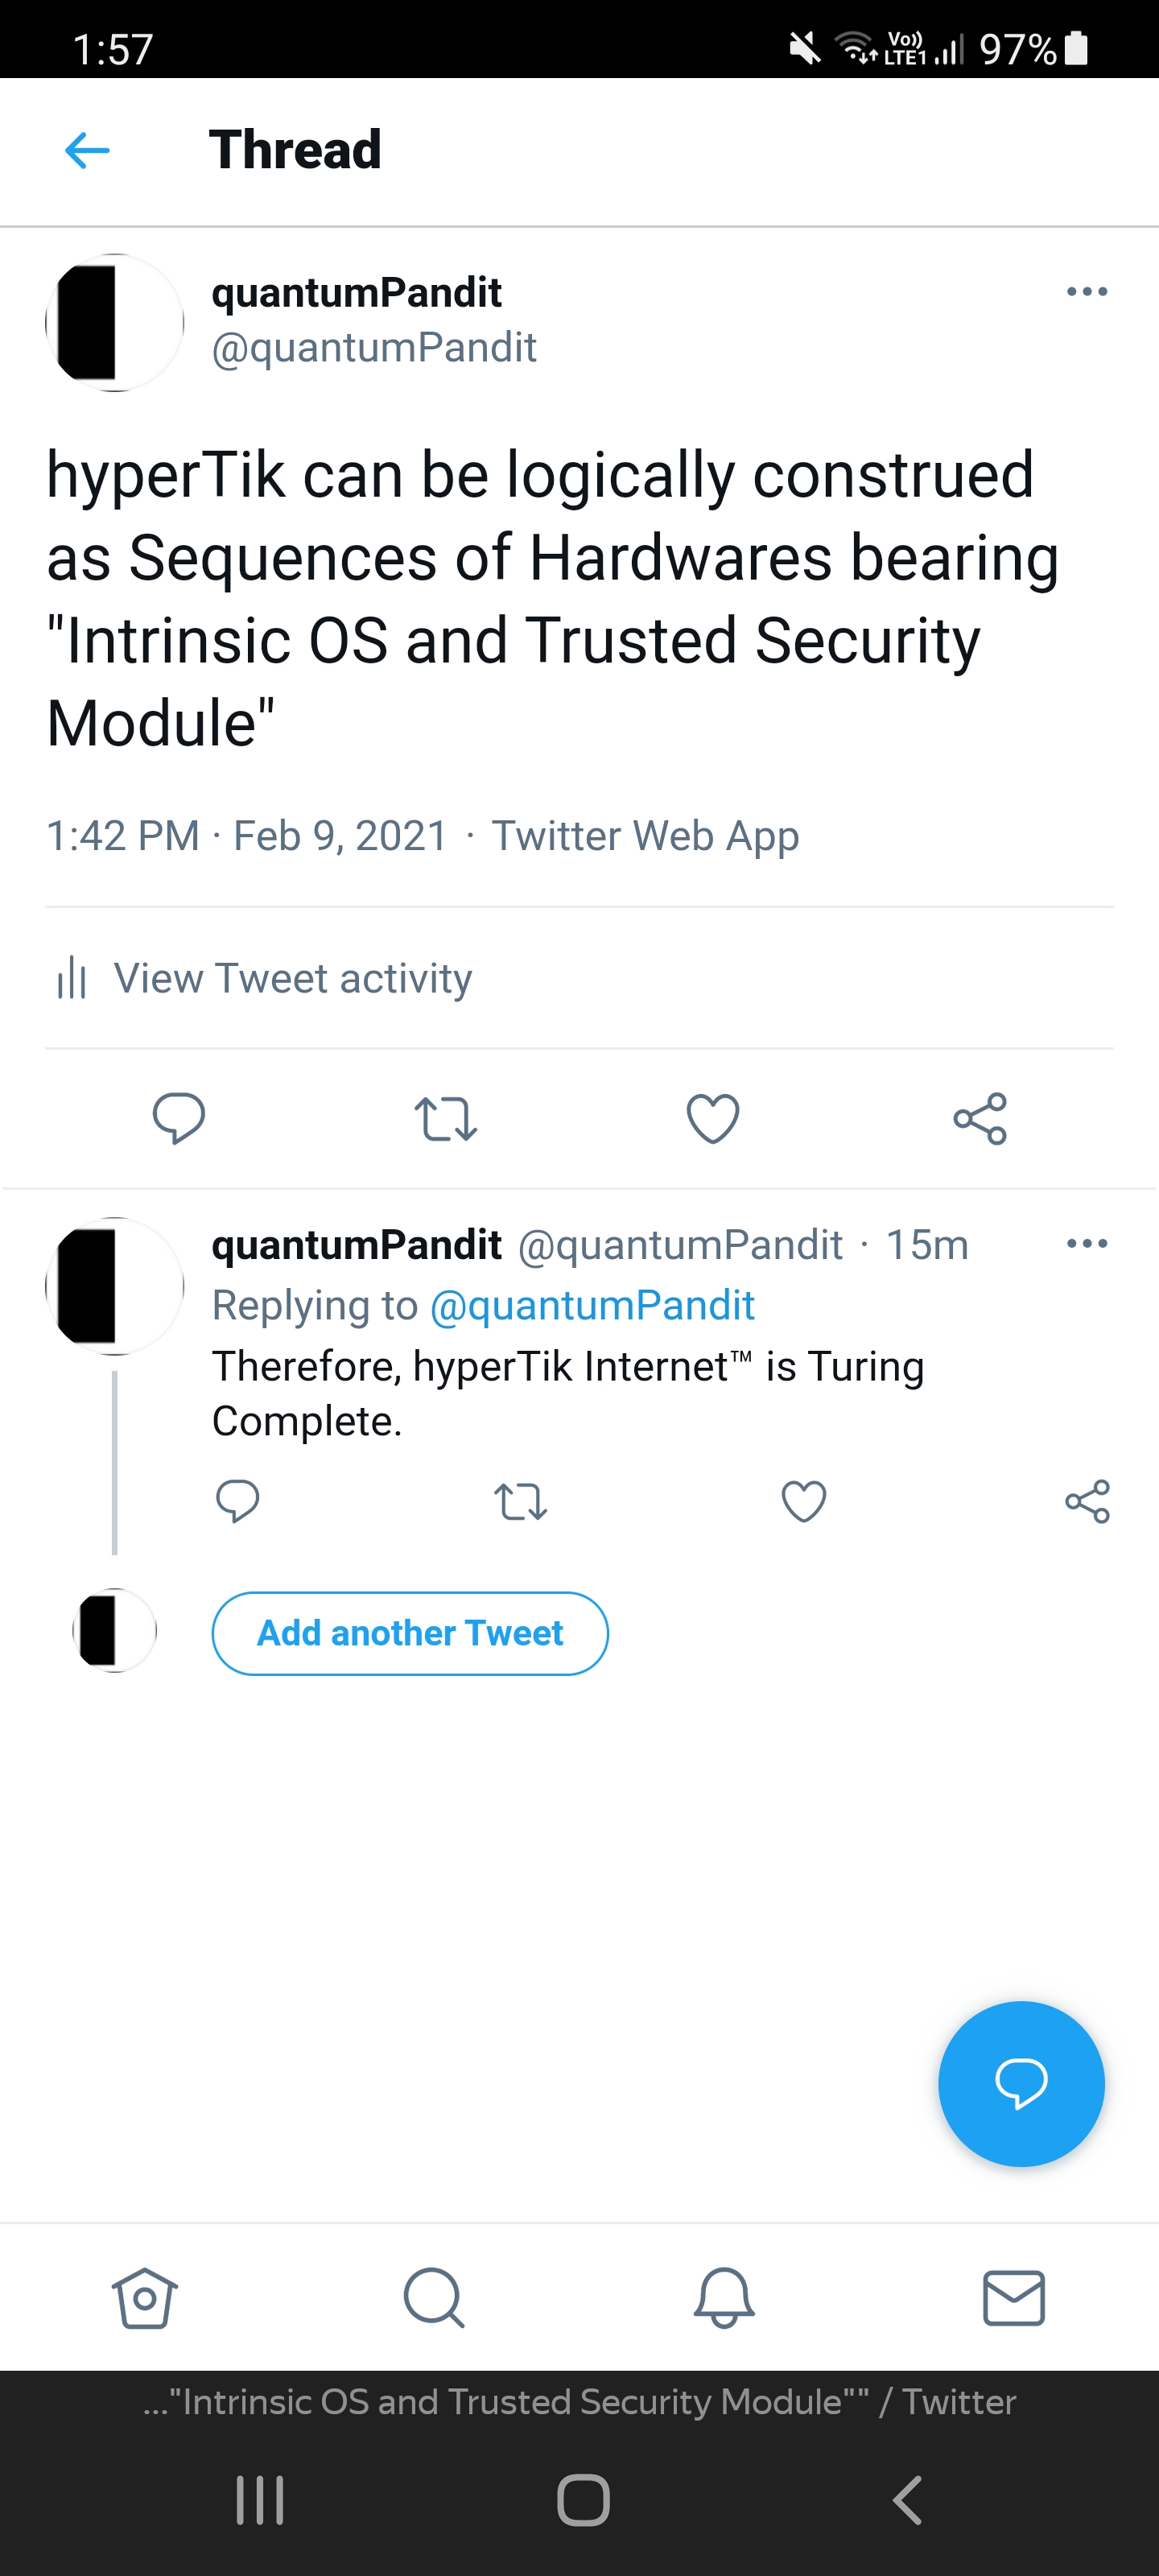 1:57
Vo)) LTE1 97%
Thread
quantumPandit
@quantumPandit
hyperTik can be logically construed
as Sequences of Hardwares bearing
"Intrinsic OS and Trusted Security
Module"
1:42 PM · Feb 9, 2021 · Twitter Web App
View Tweet activity
quantumPandit @quantumPandit · 15m
Replying to @quantumPandit
Therefore, hyperTik Internet™ is Turing
Complete.
Add another Tweet
..."Intrinsic OS and Trusted Security Module"" / Twitter